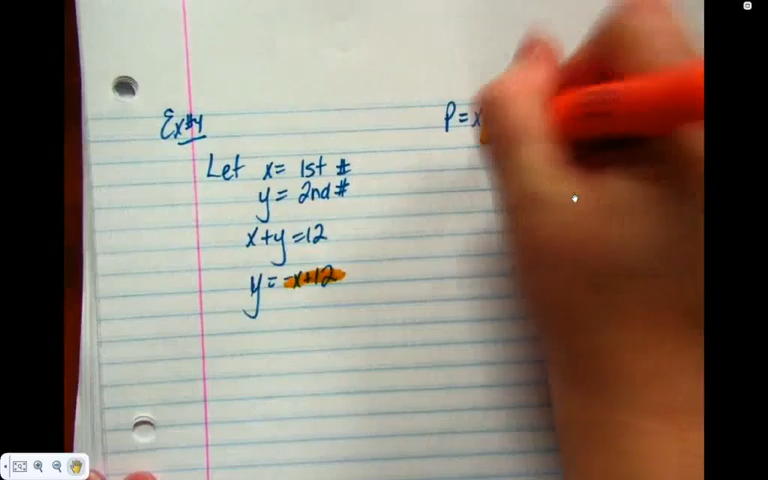 Ex#4
P=x
Let x= 1st #
y= 2nd #
x+y=12
y=-x+12